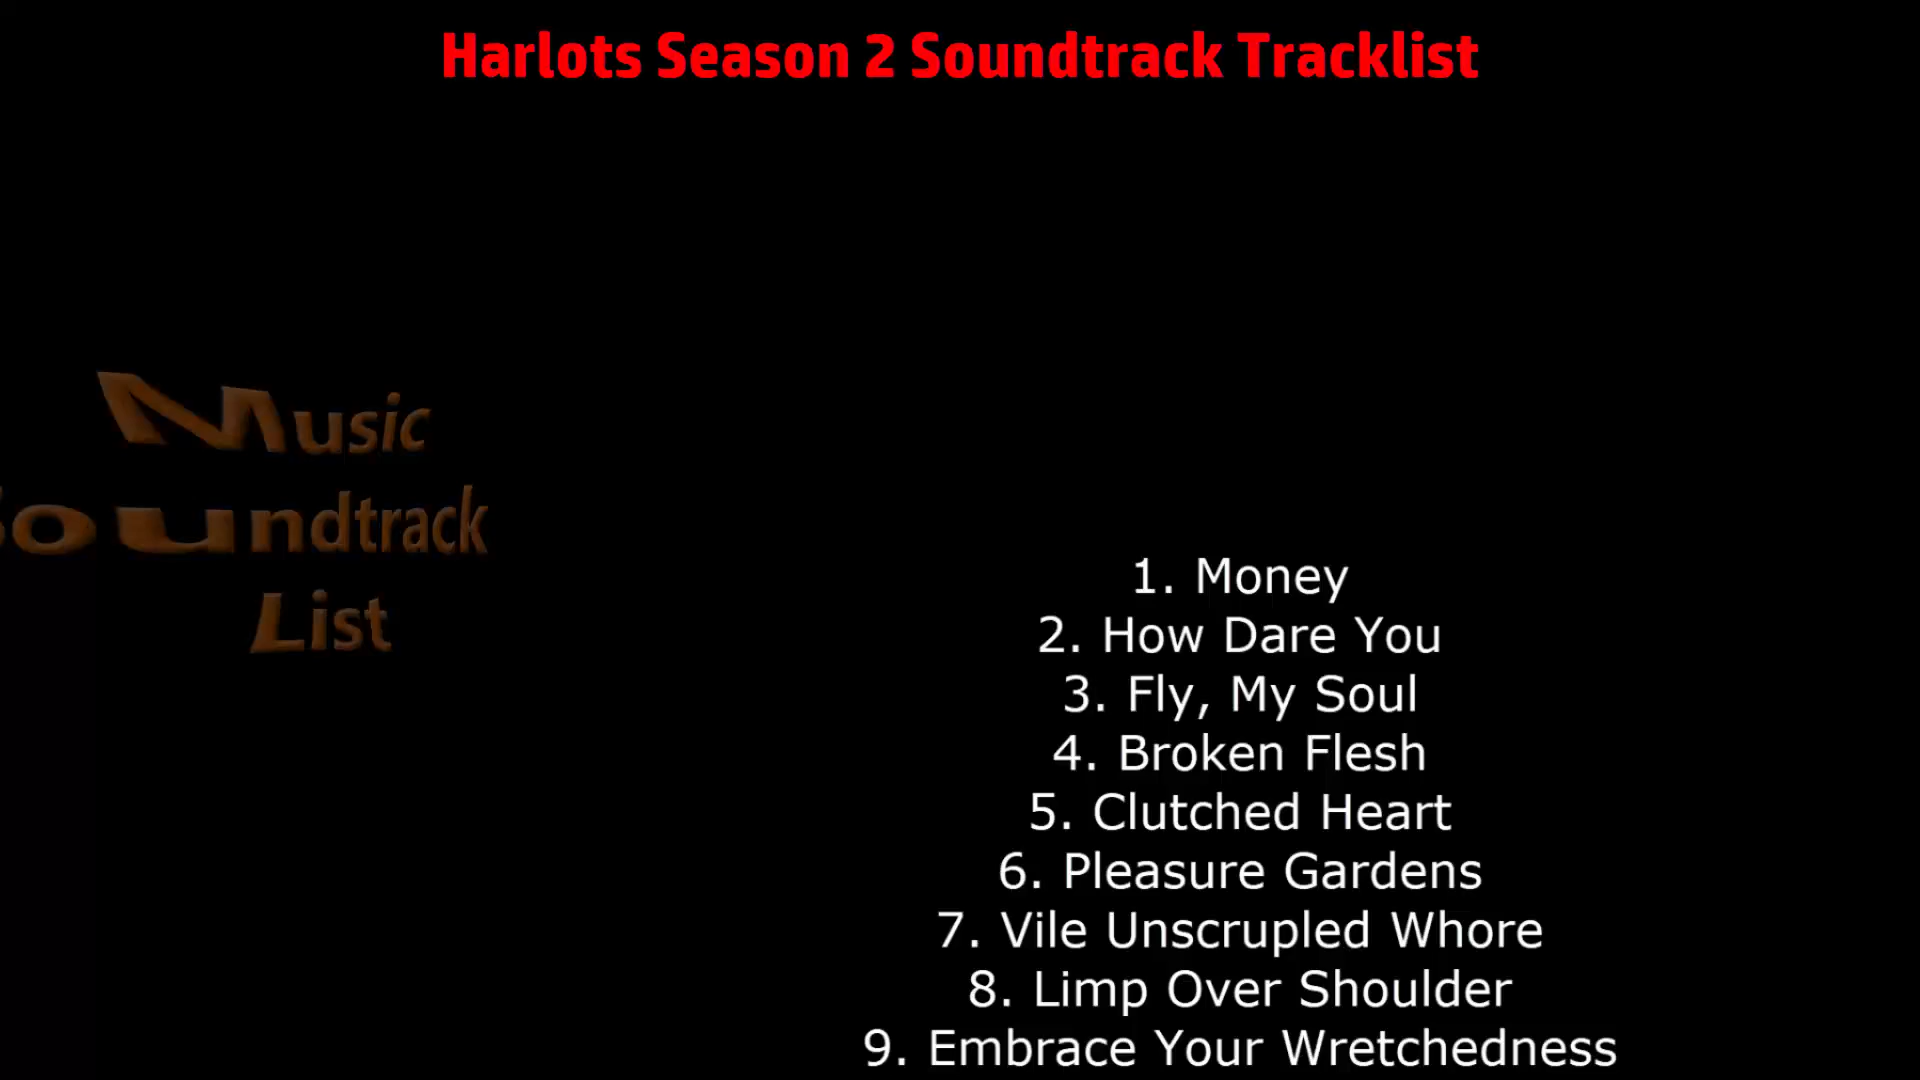 Harlots Season 2 Soundtrack Tracklist
Music
Soundtrack
List
1. Money
2. How Dare You
3. Fly, My Soul
4. Broken Flesh
5. Clutched Heart
6. Pleasure Gardens
7. Vile Unscrupled Whore
8. Limp Over Shoulder
9. Embrace Your Wretchedness